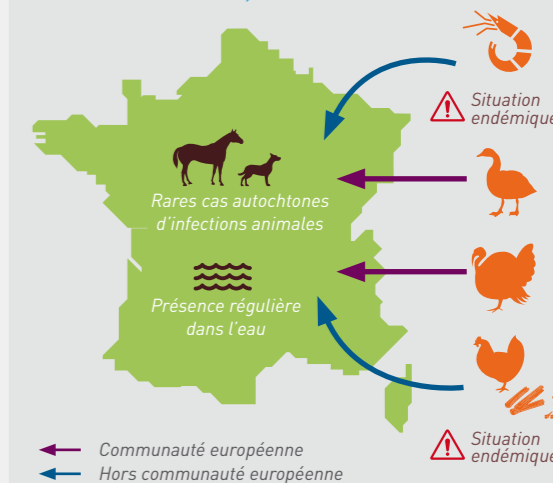 Situation
endémique
Rares cas autochtones
d'infections animales
Présence régulière
dans l'eau
Communauté européenne
Hors communauté européenne
Situation
endémique